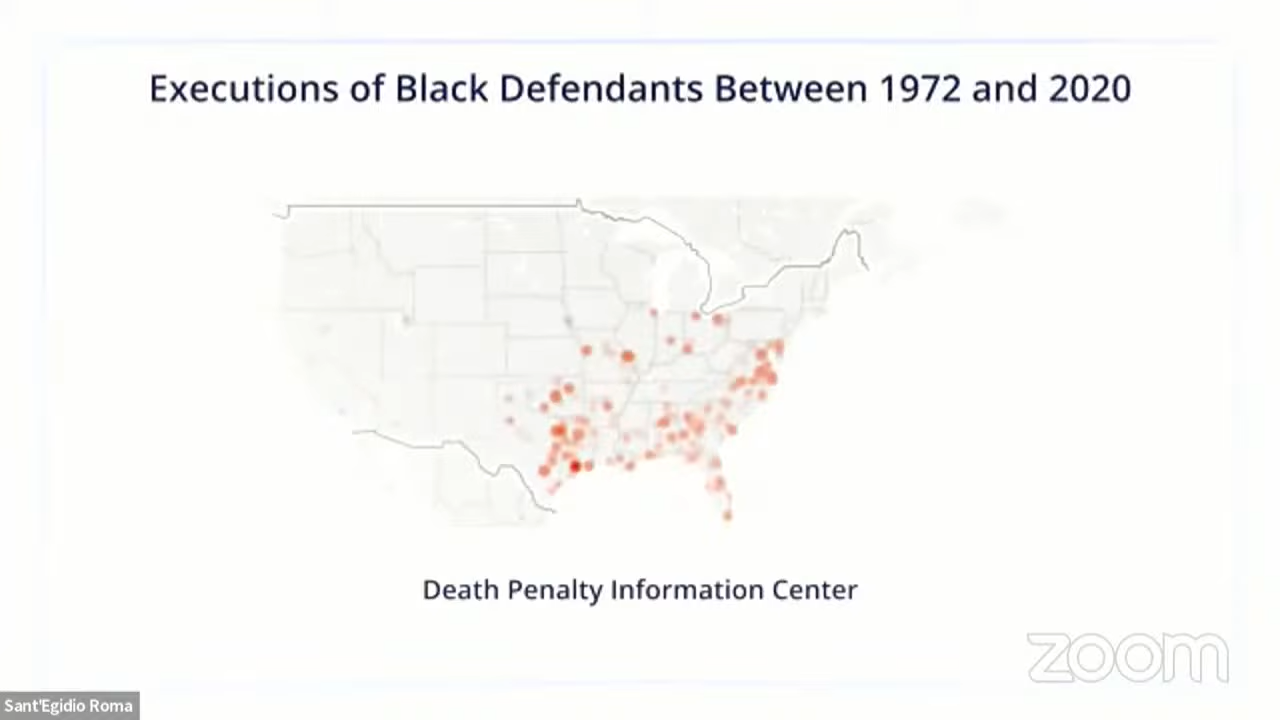 Executions of Black Defendants Between 1972 and 2020
Death Penalty Information Center
zoom
Sant'Egidio Roma